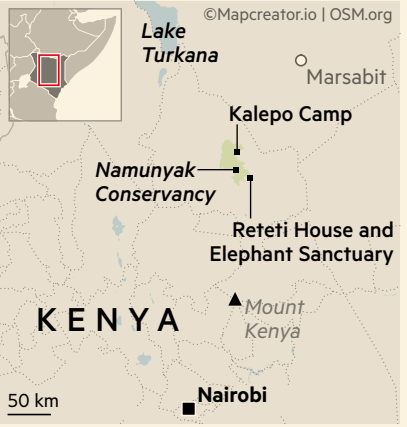 ©Mapcreator.io | OSM.org
Lake
Turkana
Marsabit
Kalepo Camp
Namunyak
Conservancy
Reteti House and
Elephant Sanctuary
Mount
Kenya
KENYA
Nairobi
50 km